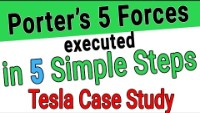 Porter's 5 Forces
executed
in 5 Simple Steps
Tesla Case Study